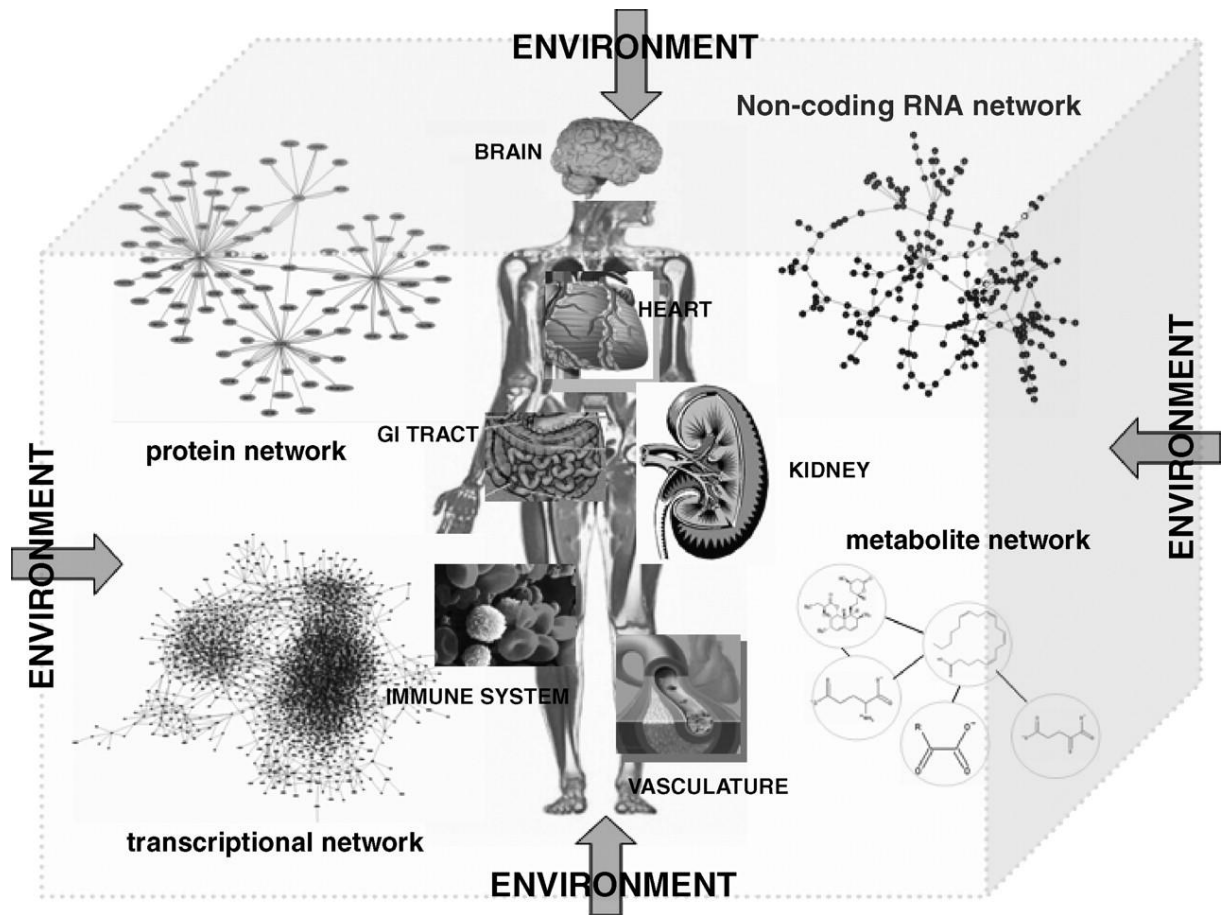 ENVIRONMENT
Non-coding RNA network
BRAIN
HEART
GI TRACT
protein network
KIDNEY
ENVIRONMENT
ENVIRONMENT
metabolite network
IMMUNE SYSTEM
VASCULATURE
transcriptional network
ENVIRONMENT